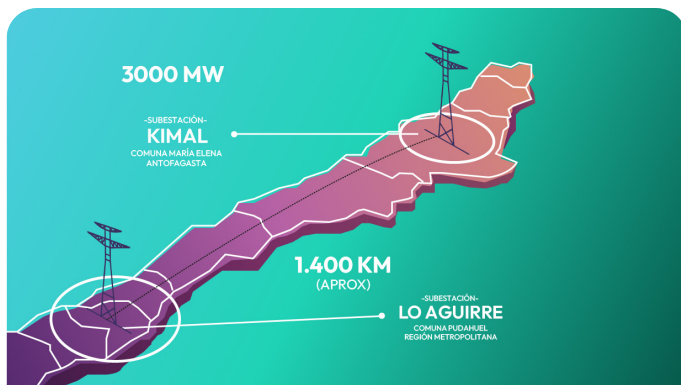 3000 MW
-SUBESTACIÓN-
KIMAL
COMUNA MARÍA ELENA
ANTOFAGASTA
1.400 KM
(APROX)
-SUBESTACIÓN-
LO AGUIRRE
COMUNA PUDAHUEL
REGIÓN METROPOLITANA